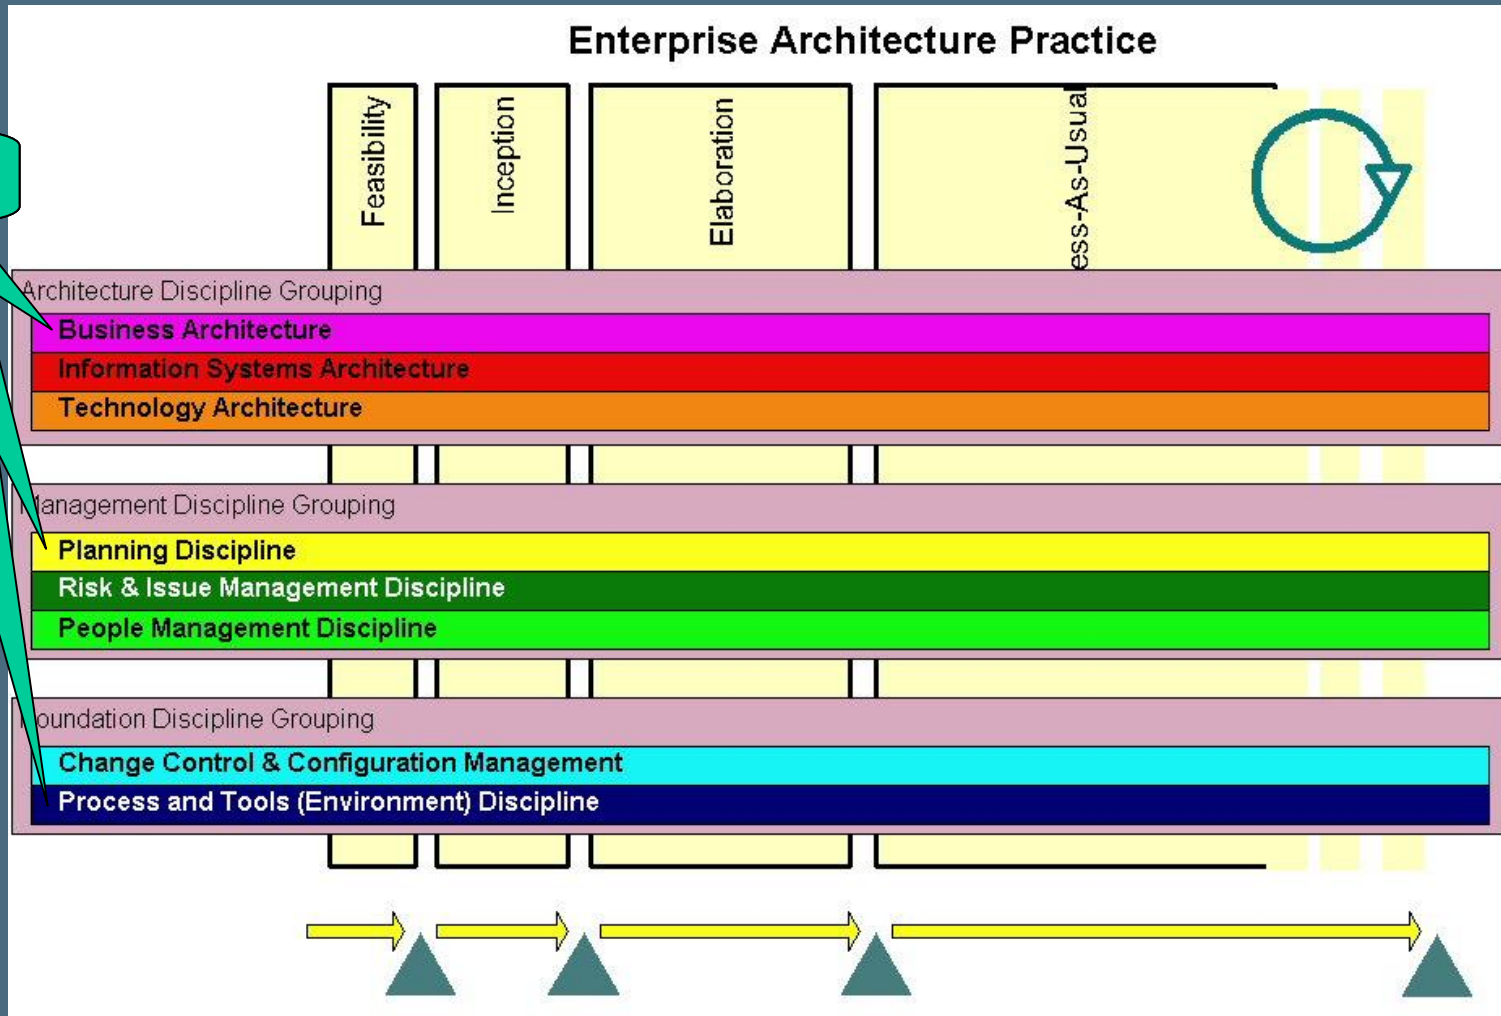 Enterprise Architecture Practice
Feasibility
Inception
Elaboration
ess-As-Usual
Architecture Discipline Grouping
Business Architecture
Information Systems Architecture
Technology Architecture
Management Discipline Grouping
Planning Discipline
Risk & Issue Management Discipline
People Management Discipline
Foundation Discipline Grouping
Change Control & Configuration Management
Process and Tools (Environment) Discipline